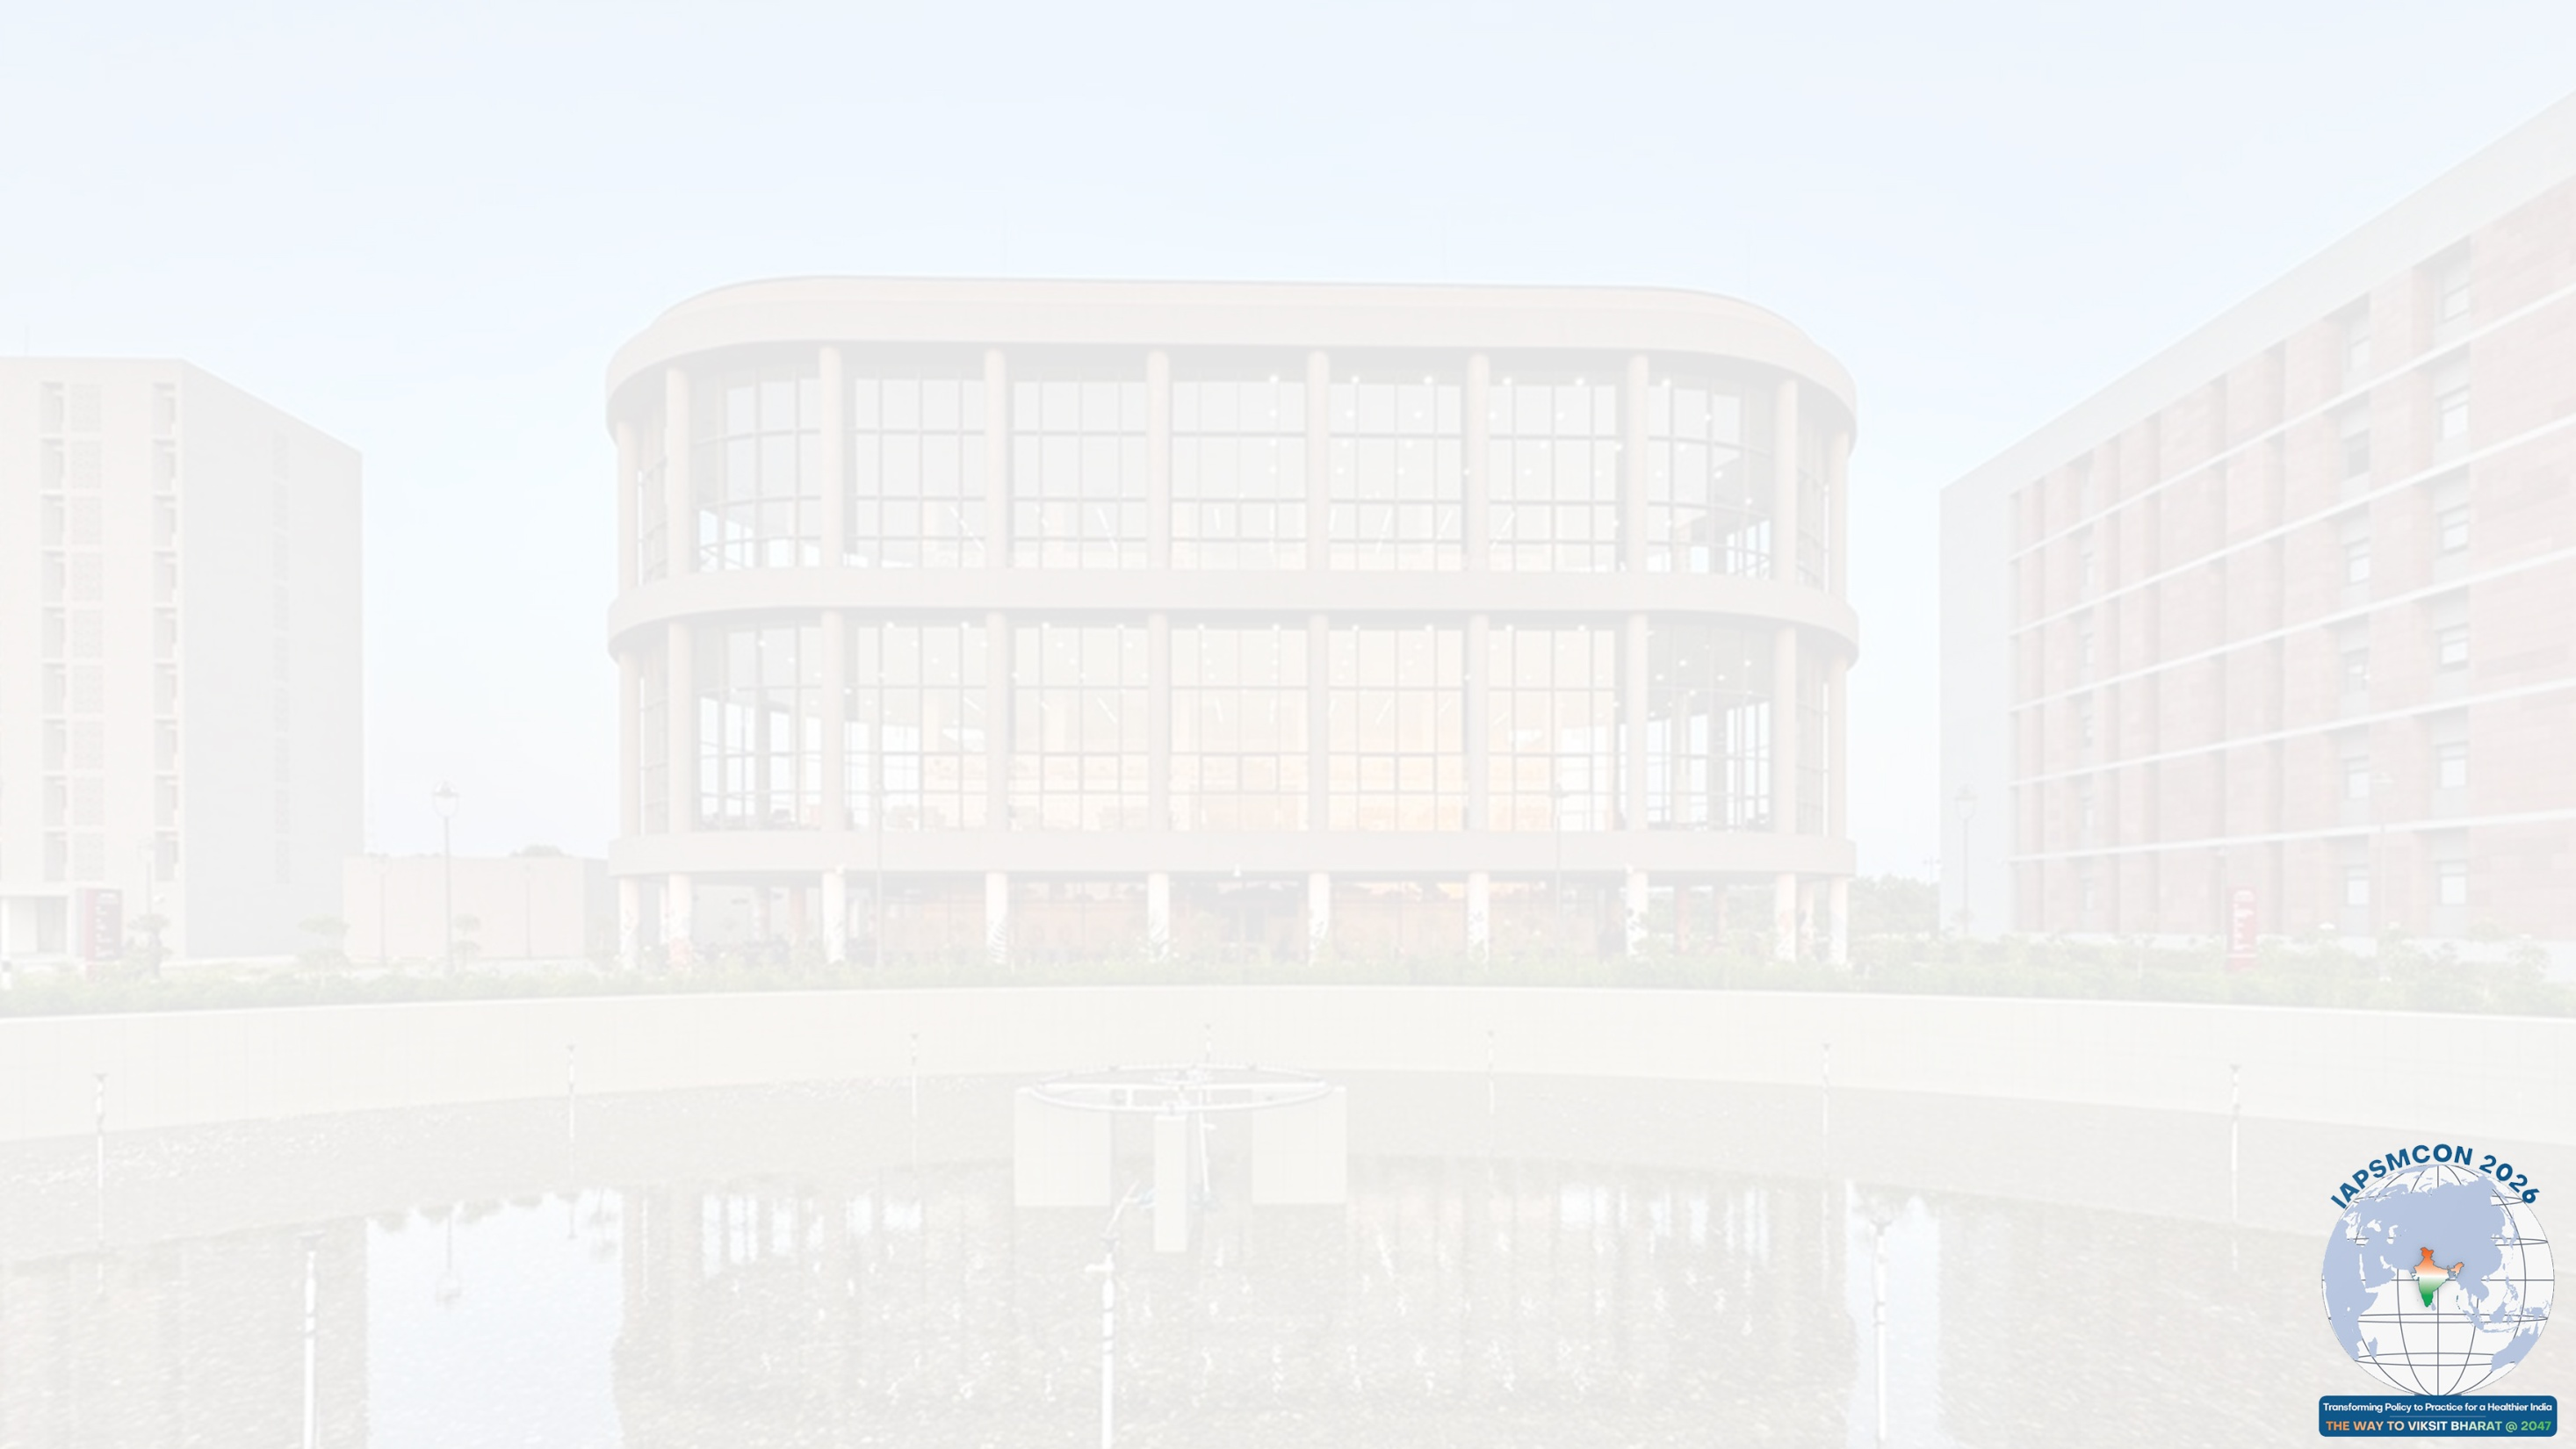 IAPSMCON 2026
Transforming Policy to Practice for a Healthier India
THE WAY TO VIKSIT BHARAT @ 2047